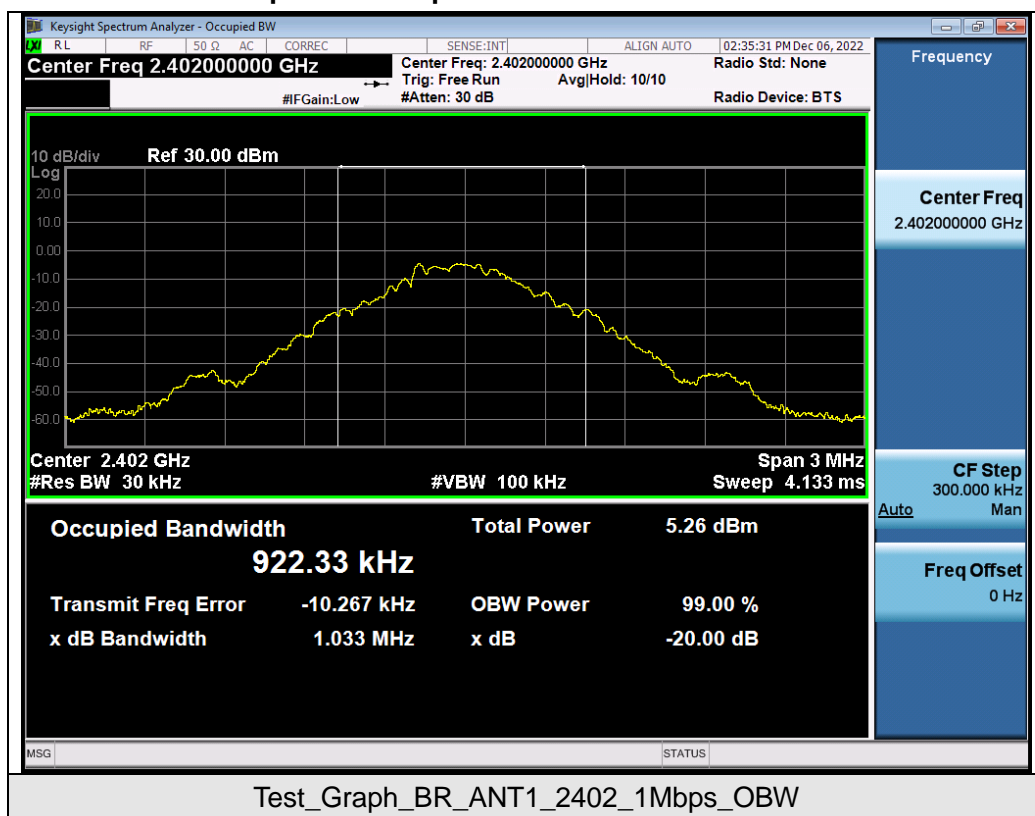 Keysight Spectrum Analyzer - Occupied BW
LXI RL RF 50 Ω AC CORREC SENSE:INT ALIGN AUTO 02:35:31 PM Dec 06, 2022
Center Freq 2.402000000 GHz
Center Freq: 2.402000000 GHz
Radio Std: None
Trig: Free Run Avg|Hold: 10/10
#IFGain:Low #Atten: 30 dB Radio Device: BTS
10 dB/div Ref 30.00 dBm
Log
20.0
10.0
0.00
-10.0
-20.0
-30.0
-40.0
-50.0
-60.0
Center 2.402 GHz Span 3 MHz
#Res BW 30 kHz #VBW 100 kHz Sweep 4.133 ms
Occupied Bandwidth Total Power 5.26 dBm
922.33 kHz
Transmit Freq Error -10.267 kHz OBW Power 99.00 %
x dB Bandwidth 1.033 MHz x dB -20.00 dB
MSG STATUS
Frequency
Center Freq
2.402000000 GHz
CF Step
300.000 kHz
Auto Man
Freq Offset
0 Hz
Test_Graph_BR_ANT1_2402_1Mbps_OBW